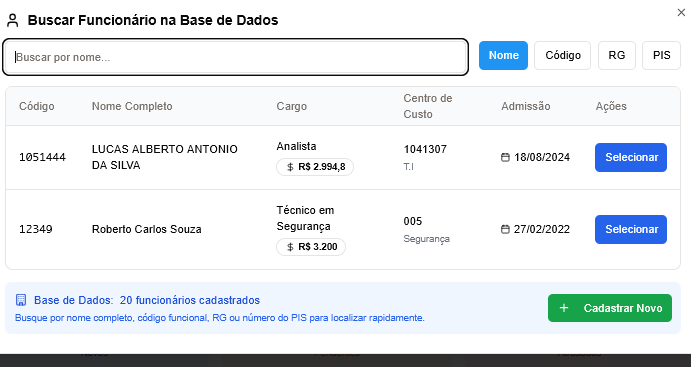 Buscar Funcionário na Base de Dados
Buscar por nome...
Nome
Código
RG
PIS
Código
Nome Completo
Cargo
Centro de
Custo
Admissão
Ações
1051444
LUCAS ALBERTO ANTONIO
DA SILVA
Analista
$ R$ 2.994,8
1041307
T.I
18/08/2024
Selecionar
12349
Roberto Carlos Souza
Técnico em
Segurança
$ R$ 3.200
005
Segurança
27/02/2022
Selecionar
Base de Dados: 20 funcionários cadastrados
Busque por nome completo, código funcional, RG ou número do PIS para localizar rapidamente.
+ Cadastrar Novo